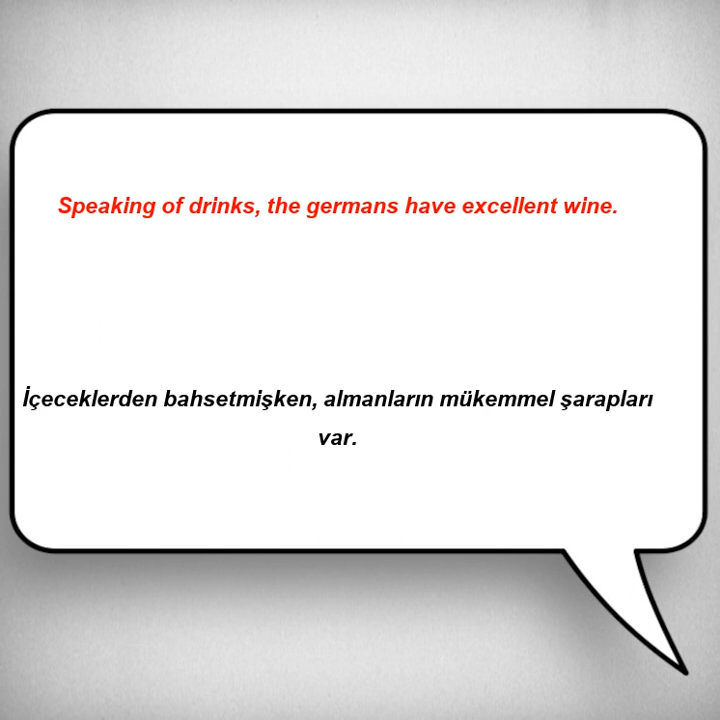 Speaking of drinks, the germans have excellent wine.
İçeceklerden bahsetmişken, almanların mükemmel şarapları
var.